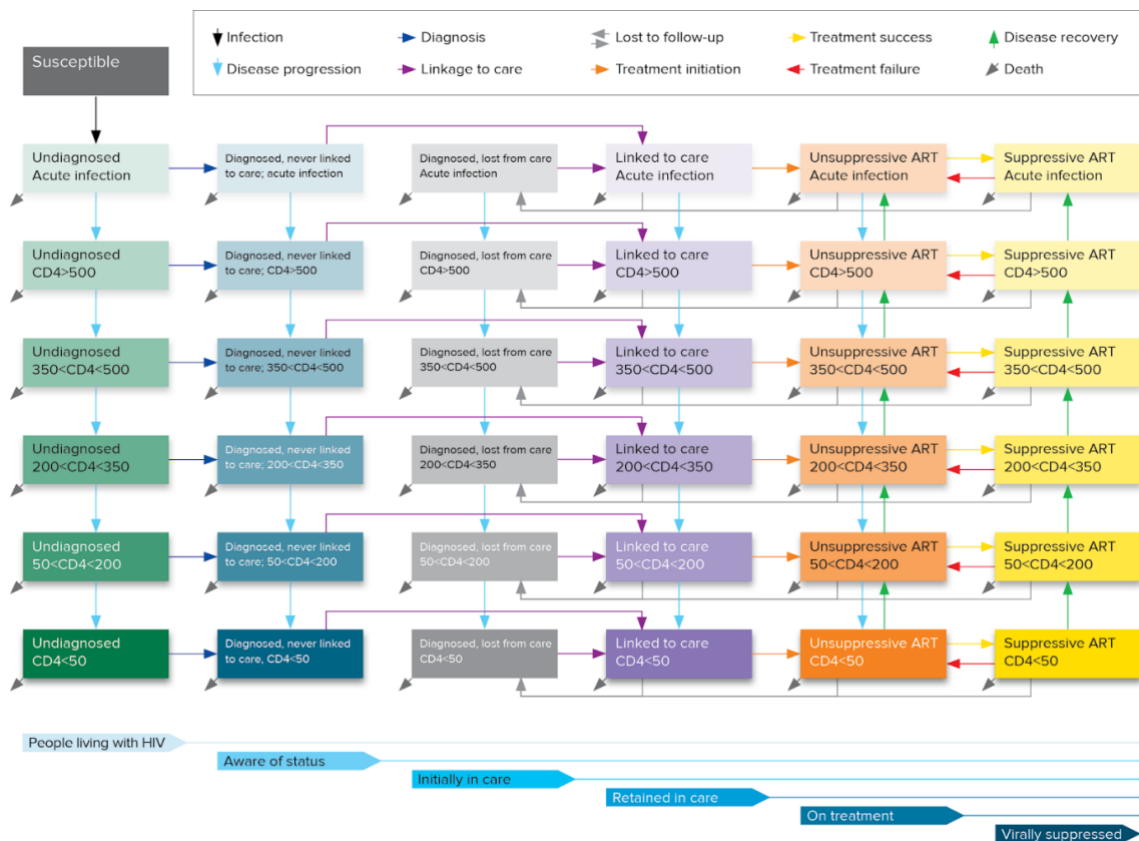 Susceptible
Infection
Diagnosis
Lost to follow-up
Treatment success
Disease recovery
Disease progression
Linkage to care
Treatment initiation
Treatment failure
Death
Undiagnosed
Acute infection
Diagnosed, never linked
to care; acute infection
Diagnosed, lost from care
Acute infection
Linked to care
Acute infection
Unsuppressive ART
Acute infection
Suppressive ART
Acute infection
Undiagnosed
CD4>500
Diagnosed, never linked
to care; CD4>500
Diagnosed, lost from care
CD4>500
Linked to care
CD4>500
Unsuppressive ART
CD4>500
Suppressive ART
CD4>500
Undiagnosed
350<CD4<500
Diagnosed, never linked
to care; 350<CD4<500
Diagnosed, lost from care
350<CD4<500
Linked to care
350<CD4<500
Unsuppressive ART
350<CD4<500
Suppressive ART
350<CD4<500
Undiagnosed
200<CD4<350
Diagnosed, never linked
to care; 200<CD4<350
Diagnosed, lost from care
200<CD4<350
Linked to care
200<CD4<350
Unsuppressive ART
200<CD4<350
Suppressive ART
200<CD4<350
Undiagnosed
50<CD4<200
Diagnosed, never linked
to care; 50<CD4<200
Diagnosed, lost from care
50<CD4<200
Linked to care
50<CD4<200
Unsuppressive ART
50<CD4<200
Suppressive ART
50<CD4<200
Undiagnosed
CD4<50
Diagnosed, never linked
to care, CD4<50
Diagnosed, lost from care
CD4<50
Linked to care
CD4<50
Unsuppressive ART
CD4<50
Suppressive ART
CD4<50
People living with HIV
Aware of status
Initially in care
Retained in care
On treatment
Virally suppressed